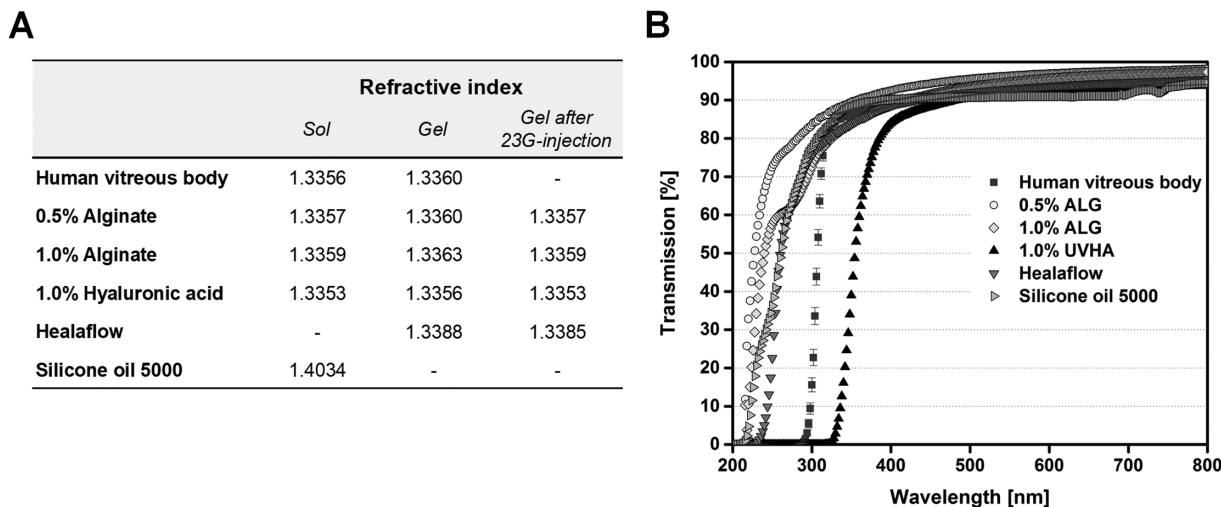 A
Refractive index
Sol Gel Gel after
23G-injection
Human vitreous body 1.3356 1.3360 -
0.5% Alginate 1.3357 1.3360 1.3357
1.0% Alginate 1.3359 1.3363 1.3359
1.0% Hyaluronic acid 1.3353 1.3356 1.3353
Healaflow - 1.3388 1.3385
Silicone oil 5000 1.4034 - -
B
Transmission [%]
100
90
80
70
60
50
40
30
20
10
0
Human vitreous body
0.5% ALG
1.0% ALG
1.0% UVHA
Healaflow
Silicone oil 5000
200 300 400 500 600 700 800
Wavelength [nm]